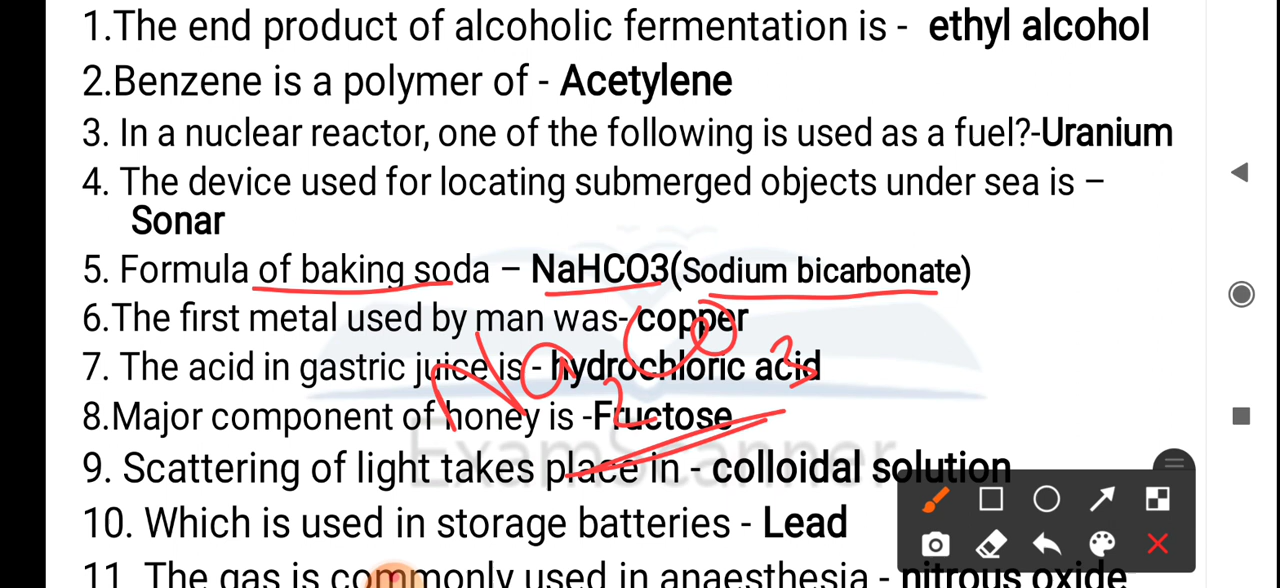 1.The end product of alcoholic fermentation is - ethyl alcohol
2.Benzene is a polymer of - Acetylene
3. In a nuclear reactor, one of the following is used as a fuel?-Uranium
4. The device used for locating submerged objects under sea is –
Sonar
5. Formula of baking soda – NaHCO3(Sodium bicarbonate)
6.The first metal used by man was- copper
7. The acid in gastric juice is - hydrochloric acid
Na2CO3
8.Major component of honey is -Fructose
ExamScanner
9. Scattering of light takes place in - colloidal solution
10. Which is used in storage batteries - Lead
11. The gas is commonly used in anaesthesia - nitrous oxide